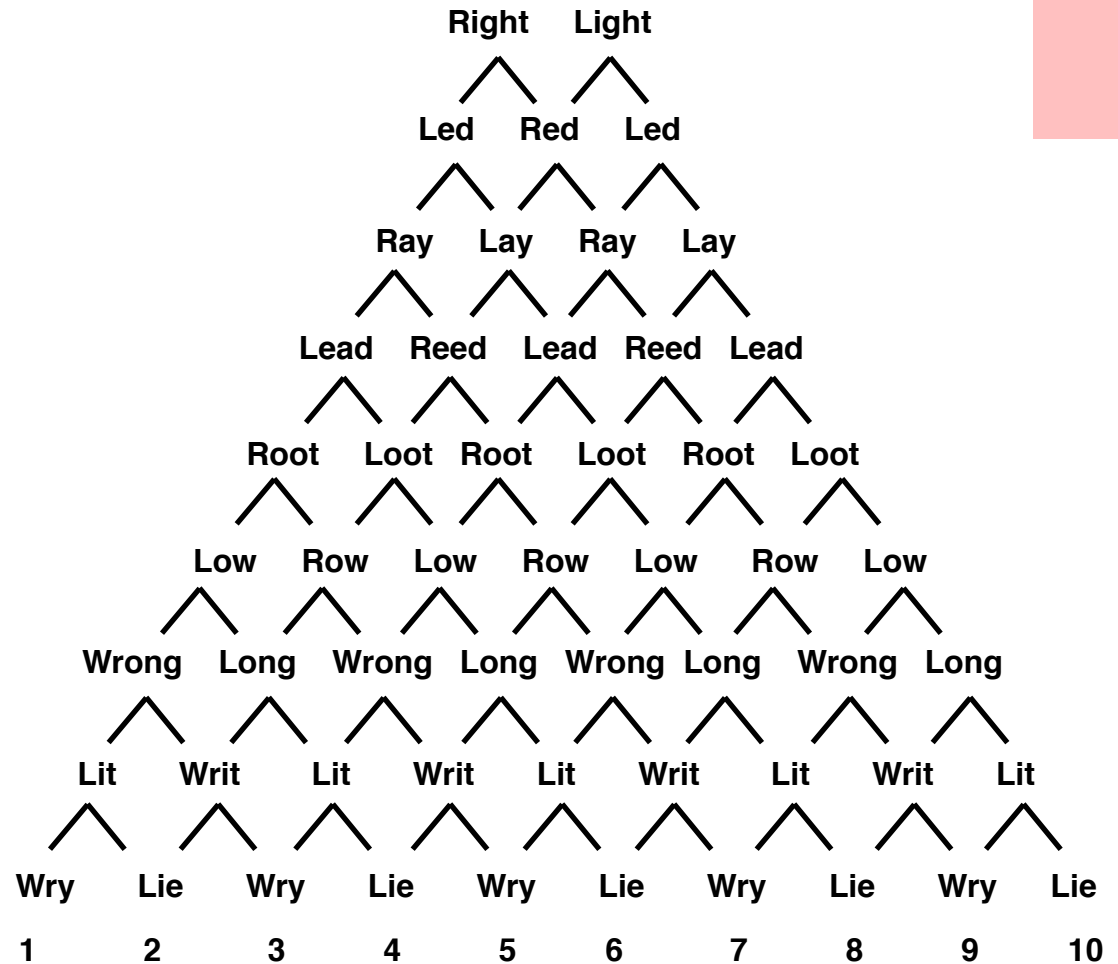 Right Light
Led Red Led
Ray Lay Ray Lay
Lead Reed Lead Reed Lead
Root Loot Root Loot Root Loot
Low Row Low Row Low Row Low
Wrong Long Wrong Long Wrong Long Wrong Long
Lit Writ Lit Writ Lit Writ Lit Writ Lit
Wry Lie Wry Lie Wry Lie Wry Lie Wry Lie
1 2 3 4 5 6 7 8 9 10